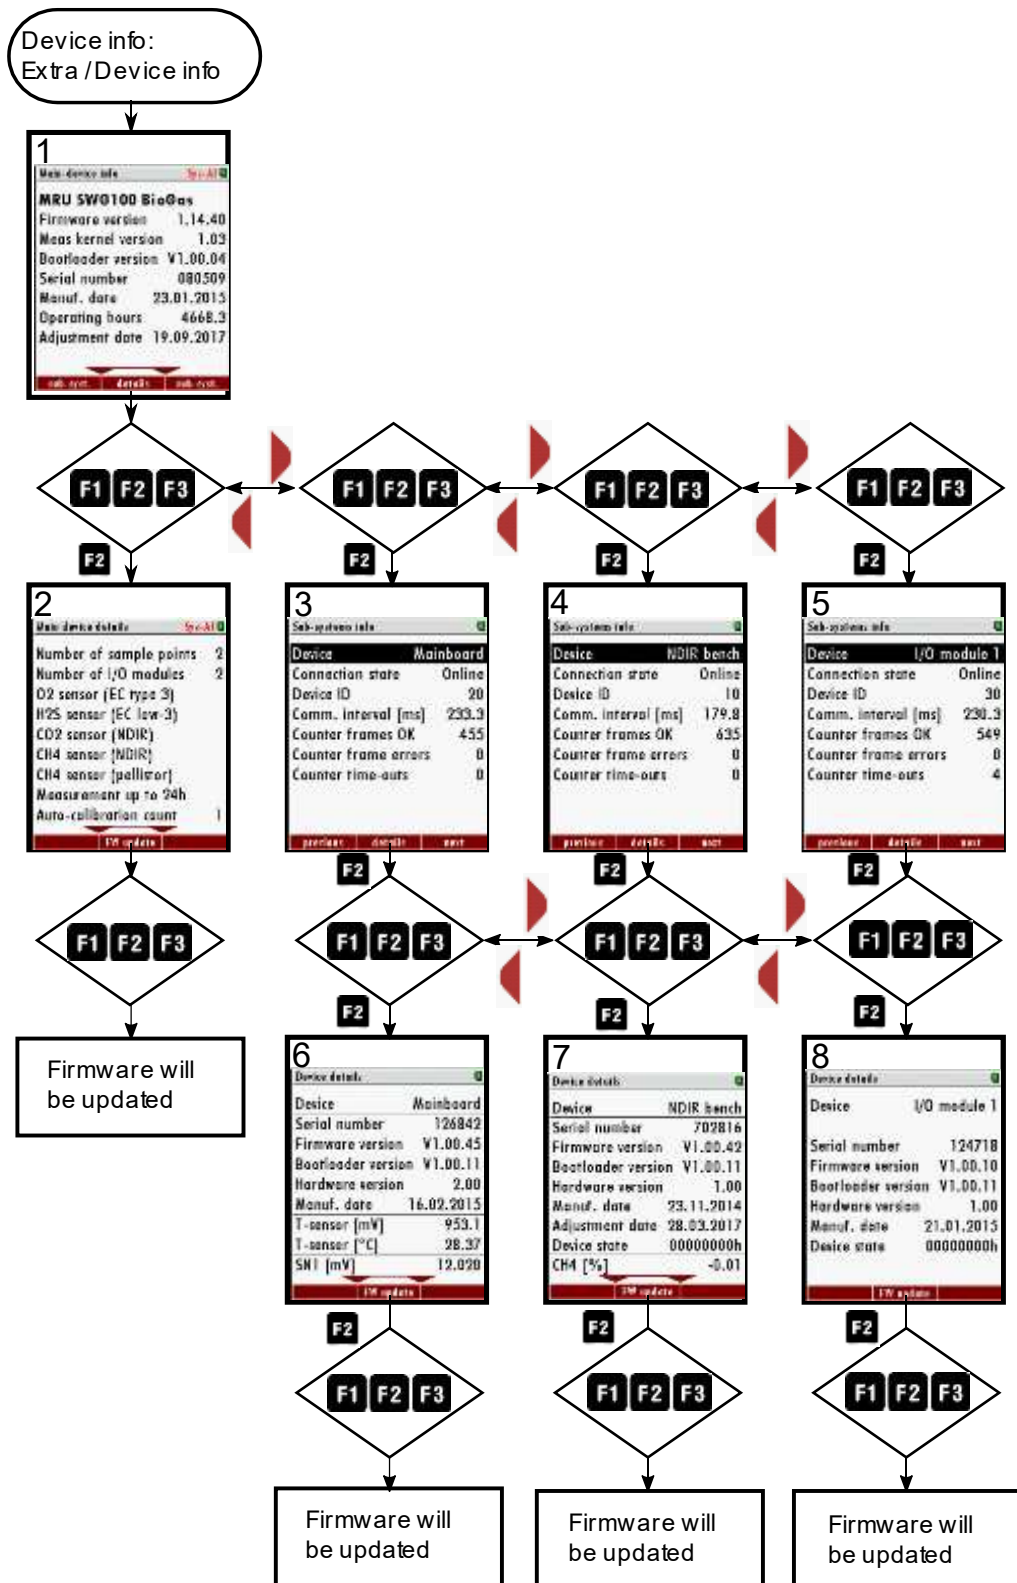 Device info:
Extra / Device info
1
Main device info Sys-Al
MRU SWG100 BioGas
Firmware version 1.14.40
Meas kernel version 1.03
Bootloader version V1.00.04
Serial number 080509
Manuf. date 23.01.2015
Operating hours 4668.3
Adjustment date 19.09.2017
sub. syst. details sub. syst.
F1 F2 F3
F1 F2 F3
F1 F2 F3
F1 F2 F3
F2
F2
F2
F2
2
Main device details Sys-Al
Number of sample points 2
Number of I/O modules 2
O2 sensor (EC type 3)
H2S sensor (EC low-3)
CO2 sensor (NDIR)
CH4 sensor (NDIR)
CH4 sensor (pellistor)
Measurement up to 24h
Auto-calibration count 1
FW update
3
Sub-systems info
Device Mainboard
Connection state Online
Device ID 20
Comm. interval [ms] 233.3
Counter frames OK 455
Counter frame errors 0
Counter time-outs 0
previous details next
4
Sub-systems info
Device NDIR bench
Connection state Online
Device ID 10
Comm. interval [ms] 179.8
Counter frames OK 635
Counter frame errors 0
Counter time-outs 0
previous details next
5
Sub-systems info
Device I/O module 1
Connection state Online
Device ID 30
Comm. interval [ms] 230.3
Counter frames OK 549
Counter frame errors 0
Counter time-outs 4
previous details next
F2
F2
F2
F1 F2 F3
F1 F2 F3
F1 F2 F3
F1 F2 F3
F2
F2
F2
Firmware will
be updated
6
Device details
Device Mainboard
Serial number 126842
Firmware version V1.00.45
Bootloader version V1.00.11
Hardware version 2.00
Manuf. date 16.02.2015
T-sensor [mV] 953.1
T-sensor [°C] 28.37
SN1 [mV] 12.020
FW update
7
Device details
Device NDIR bench
Serial number 702816
Firmware version V1.00.42
Bootloader version V1.00.11
Hardware version 1.00
Manuf. date 23.11.2014
Adjustment date 28.03.2017
Device state 00000000h
CH4 [%] -0.01
FW update
8
Device details
Device I/O module 1
Serial number 124718
Firmware version V1.00.10
Bootloader version V1.00.11
Hardware version 1.00
Manuf. date 21.01.2015
Device state 00000000h
FW update
F2
F2
F2
F1 F2 F3
F1 F2 F3
F1 F2 F3
Firmware will
be updated
Firmware will
be updated
Firmware will
be updated